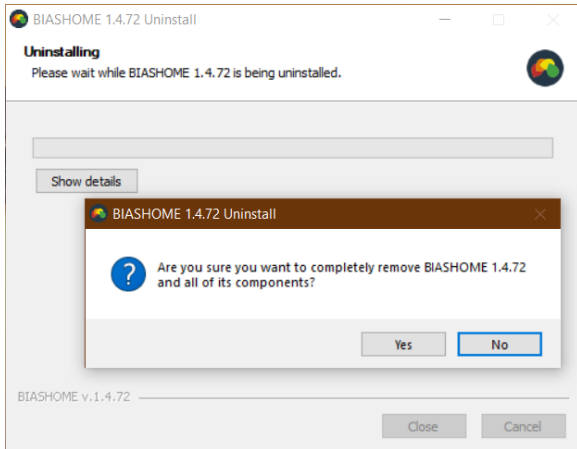 BIASHOME 1.4.72 Uninstall
Uninstalling
Please wait while BIASHOME 1.4.72 is being uninstalled.
Show details
BIASHOME 1.4.72 Uninstall
Are you sure you want to completely remove BIASHOME 1.4.72
and all of its components?
Yes No
BIASHOME v.1.4.72
Close Cancel